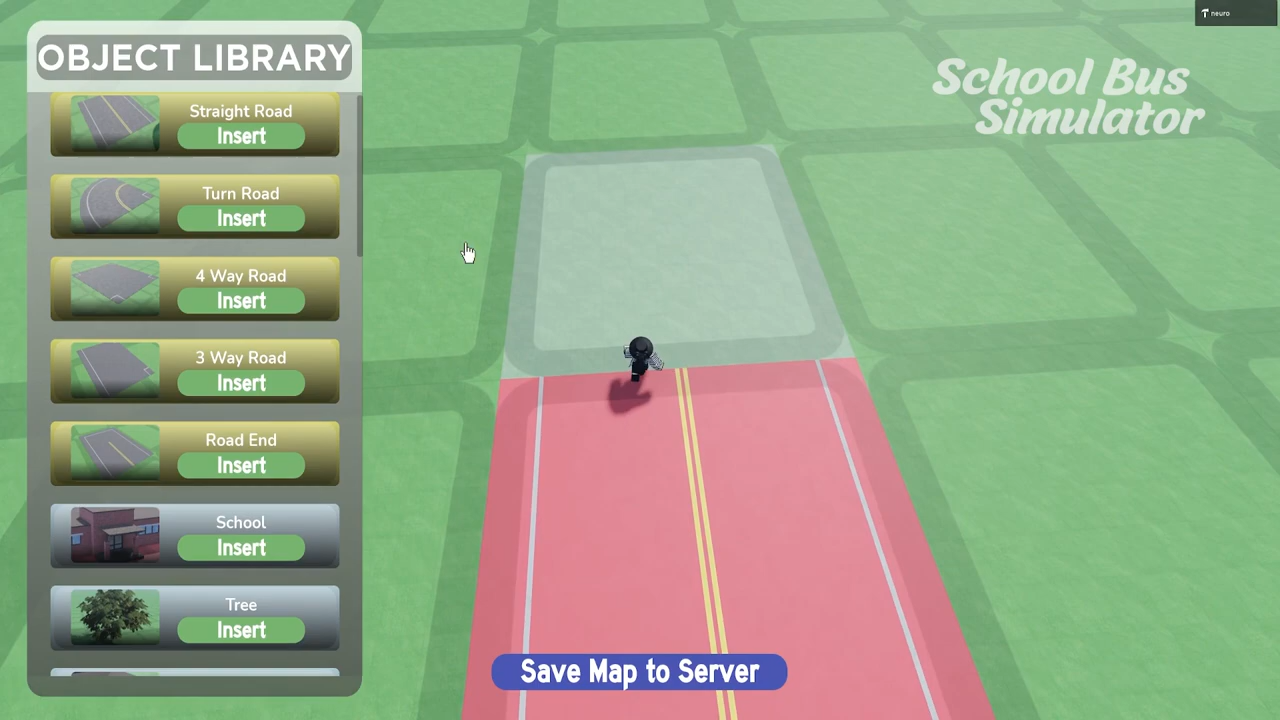 OBJECT LIBRARY
neuro
School Bus
Simulator
Straight Road
Insert
Turn Road
Insert
4 Way Road
Insert
3 Way Road
Insert
Road End
Insert
School
Insert
Tree
Insert
Save Map to Server